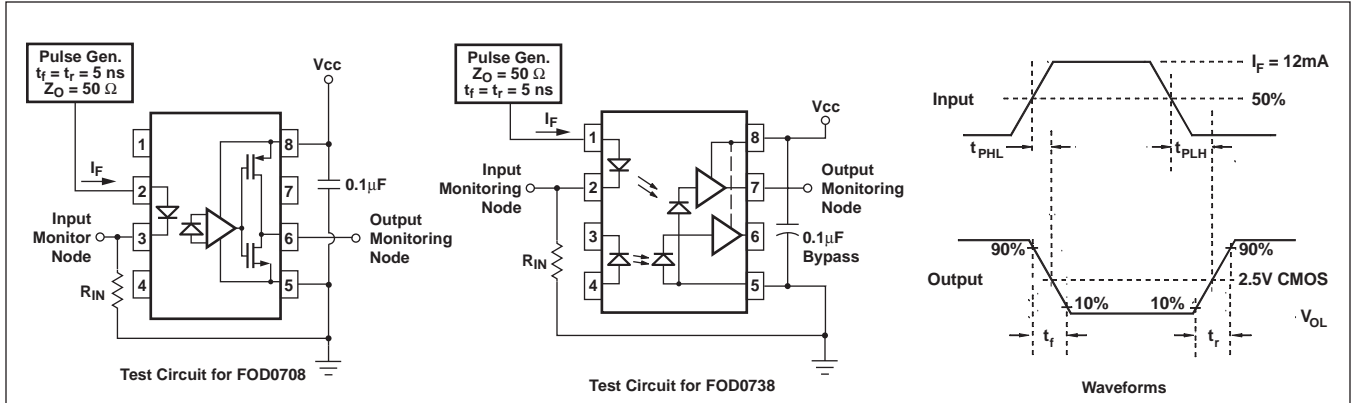 Pulse Gen.
tf = tr = 5 ns
ZO = 50 Ω
Vcc
IF
1
2
3
4
8
7
6
5
0.1µF
Input
Monitor
Node
Output
Monitoring
Node
RIN
Test Circuit for FOD0708
Pulse Gen.
ZO = 50 Ω
tf = tr = 5 ns
Vcc
IF
1
2
3
4
8
7
6
5
Input
Monitoring
Node
Output
Monitoring
Node
0.1µF
Bypass
RIN
Test Circuit for FOD0738
IF = 12mA
Input
50%
tPHL
tPLH
90%
90%
Output
2.5V CMOS
10%
10%
VOL
tf
tr
Waveforms